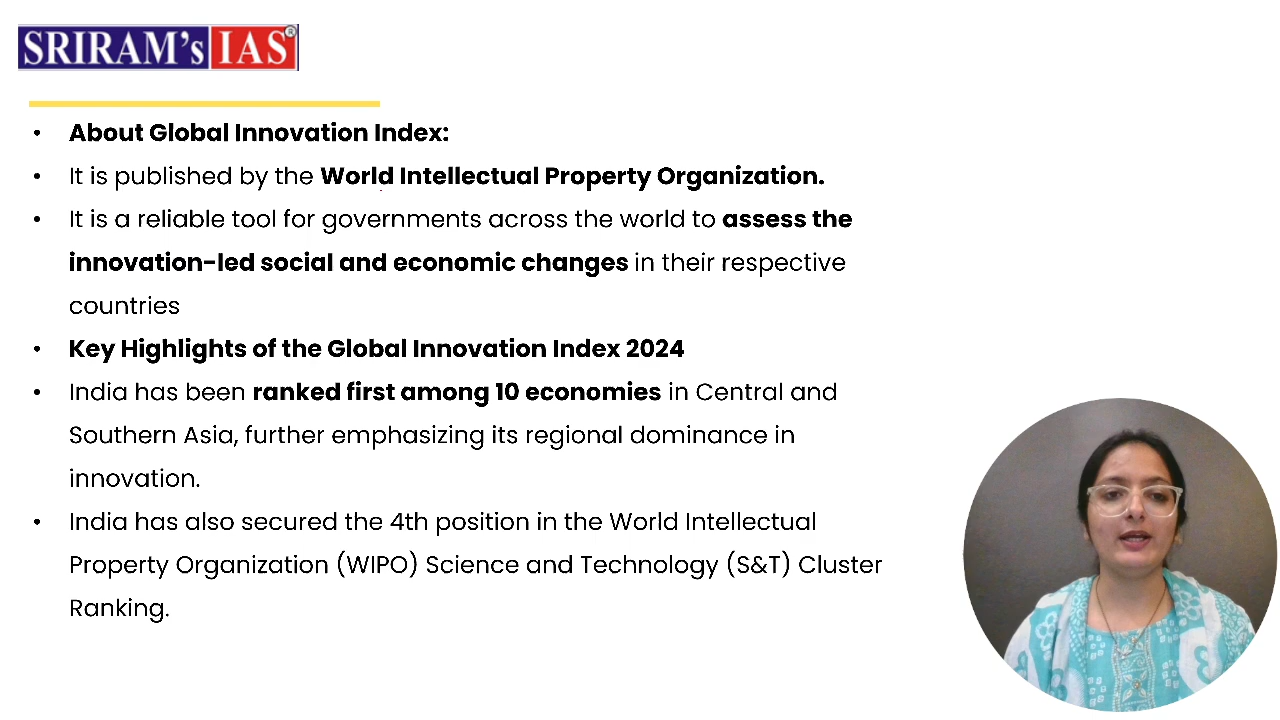 SRIRAM's IAS®
• About Global Innovation Index:
• It is published by the World Intellectual Property Organization.
• It is a reliable tool for governments across the world to assess the
innovation-led social and economic changes in their respective
countries
• Key Highlights of the Global Innovation Index 2024
• India has been ranked first among 10 economies in Central and
Southern Asia, further emphasizing its regional dominance in
innovation.
• India has also secured the 4th position in the World Intellectual
Property Organization (WIPO) Science and Technology (S&T) Cluster
Ranking.